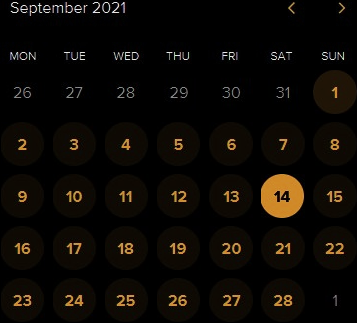 September 2021
MON TUE WED THU FRI SAT SUN
26 27 28 29 30 31 1
2 3 4 5 6 7 8
9 10 11 12 13 14 15
16 17 18 19 20 21 22
23 24 25 26 27 28 1